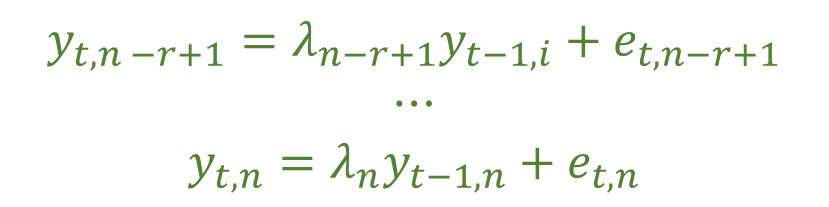 y_{t,n−r+1} = λ_{n−r+1}y_{t−1,i} + e_{t,n−r+1}
…
y_{t,n} = λ_n y_{t−1,n} + e_{t,n}